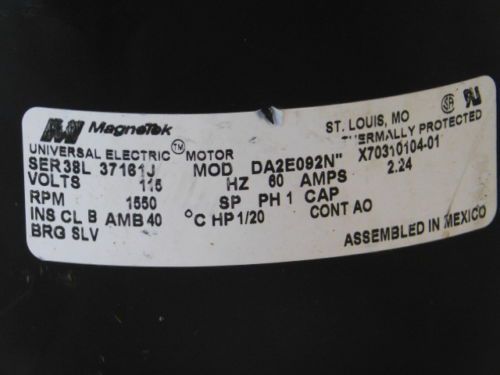 MagneTek
ST. LOUIS, MO
UNIVERSAL ELECTRIC TM MOTOR
THERMALLY PROTECTED
SER 38L 37161J MOD DA2E092N" X70310104-01
VOLTS 115 HZ 60 AMPS 2.24
RPM 1550 SP PH 1 CAP
INS CL B AMB 40 °C HP 1/20 CONT AO
BRG SLV
ASSEMBLED IN MEXICO